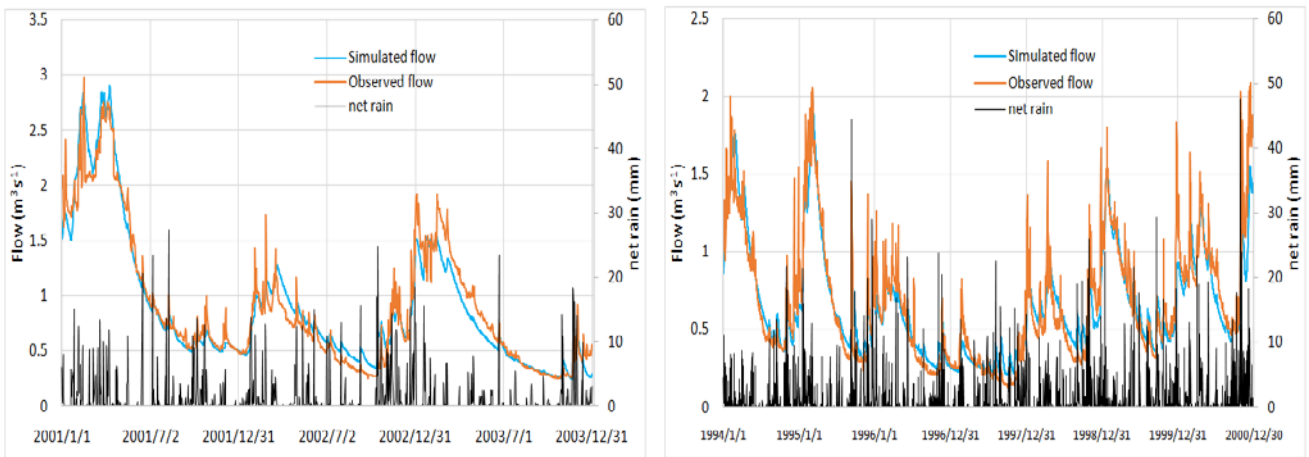 3.5
3
2.5
2
1.5
1
0.5
0
Flow (m³s⁻¹)
60
50
40
30
20
10
0
net rain (mm)
Simulated flow
Observed flow
net rain
2001/1/1 2001/7/2 2001/12/31 2002/7/2 2002/12/31 2003/7/1 2003/12/31
2.5
2
1.5
1
0.5
0
Flow (m³s⁻¹)
60
50
40
30
20
10
0
net rain (mm)
Simulated flow
Observed flow
net rain
1994/1/1 1995/1/1 1996/1/1 1996/12/31 1997/12/31 1998/12/31 1999/12/31 2000/12/30